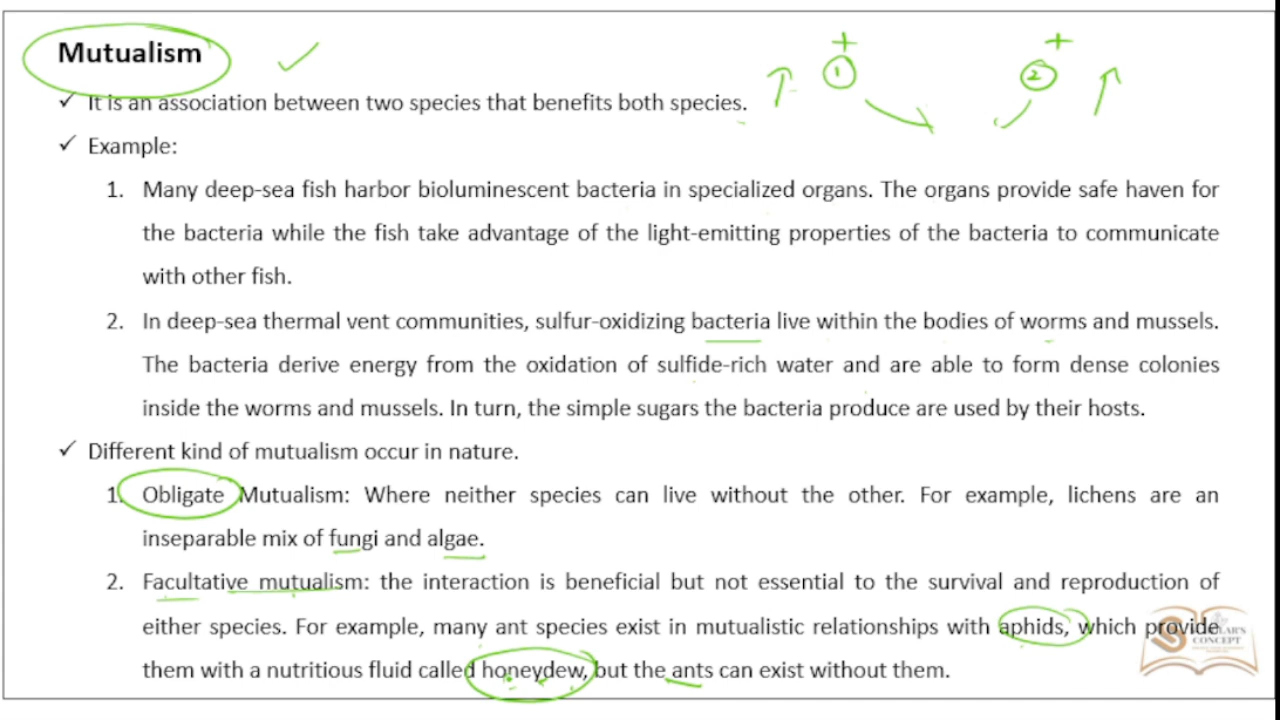 Mutualism
+ +
1 2
✓ It is an association between two species that benefits both species.
✓ Example:
1. Many deep-sea fish harbor bioluminescent bacteria in specialized organs. The organs provide safe haven for
the bacteria while the fish take advantage of the light-emitting properties of the bacteria to communicate
with other fish.
2. In deep-sea thermal vent communities, sulfur-oxidizing bacteria live within the bodies of worms and mussels.
The bacteria derive energy from the oxidation of sulfide-rich water and are able to form dense colonies
inside the worms and mussels. In turn, the simple sugars the bacteria produce are used by their hosts.
✓ Different kind of mutualism occur in nature.
1. Obligate Mutualism: Where neither species can live without the other. For example, lichens are an
inseparable mix of fungi and algae.
2. Facultative mutualism: the interaction is beneficial but not essential to the survival and reproduction of
either species. For example, many ant species exist in mutualistic relationships with aphids, which provide
them with a nutritious fluid called honeydew, but the ants can exist without them.
CONCEPT